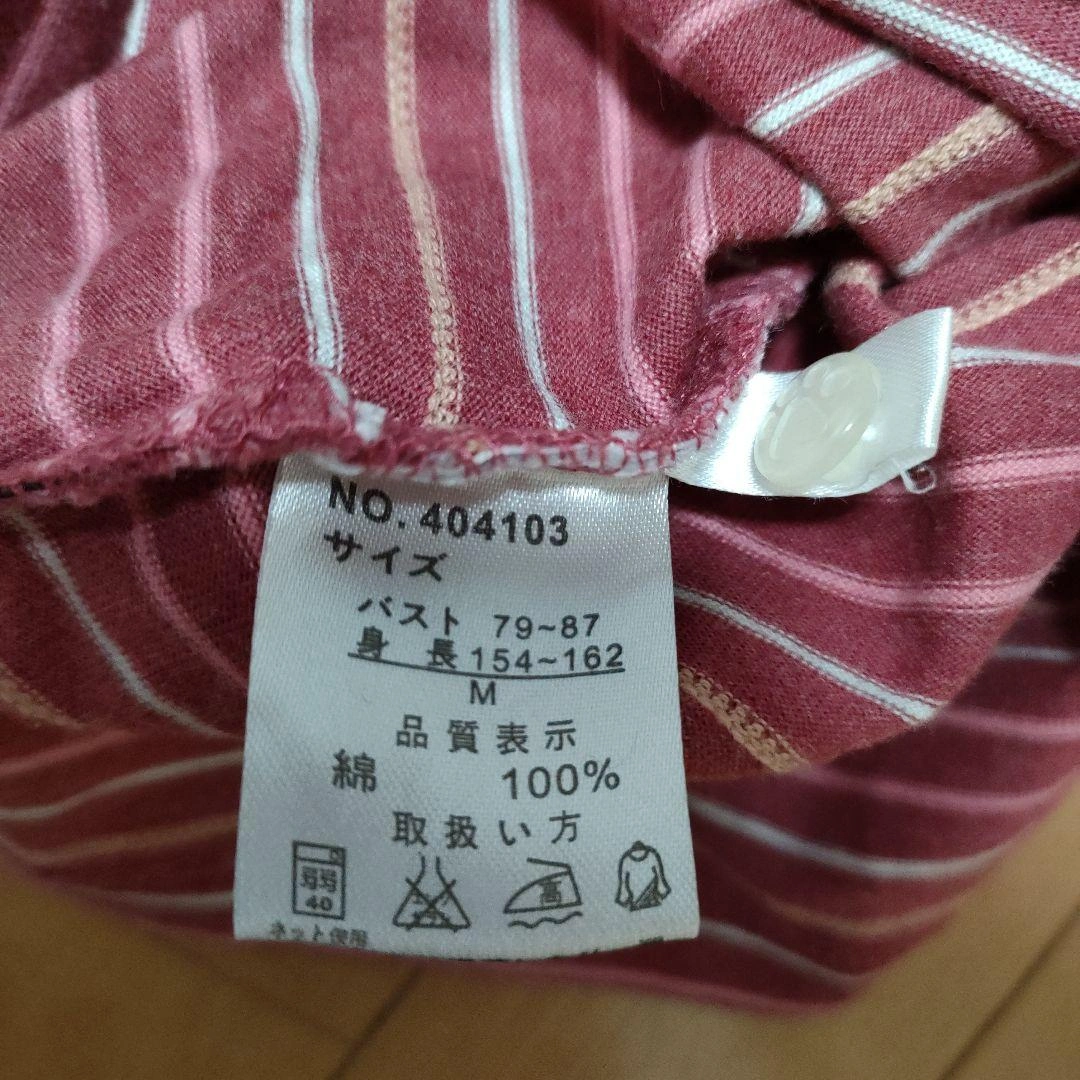 NO. 404103
サイズ
バスト 79~87
身 長 154~162
M
品質表示
綿 100%
取扱い方
弱 40 高
ネット使用